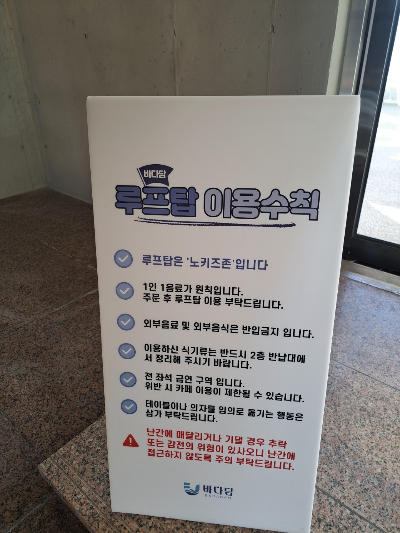 바다담
루프탑 이용수칙
루프탑은 '노키즈존'입니다
1인 1음료가 원칙입니다.
주문 후 루프탑 이용 부탁드립니다.
외부음료 및 외부음식은 반입금지 입니다.
이용하신 식기류는 반드시 2층 반납대에
서 정리해 주시기 바랍니다.
전 좌석 금연 구역 입니다.
위반 시 카페 이용이 제한될 수 있습니다.
테이블이나 의자를 임의로 옮기는 행동은
삼가 부탁드립니다.
난간에 매달리거나 기댈 경우 추락
또는 감전의 위험이 있사오니 난간에
접근하지 않도록 주의 부탁드립니다.
바다담